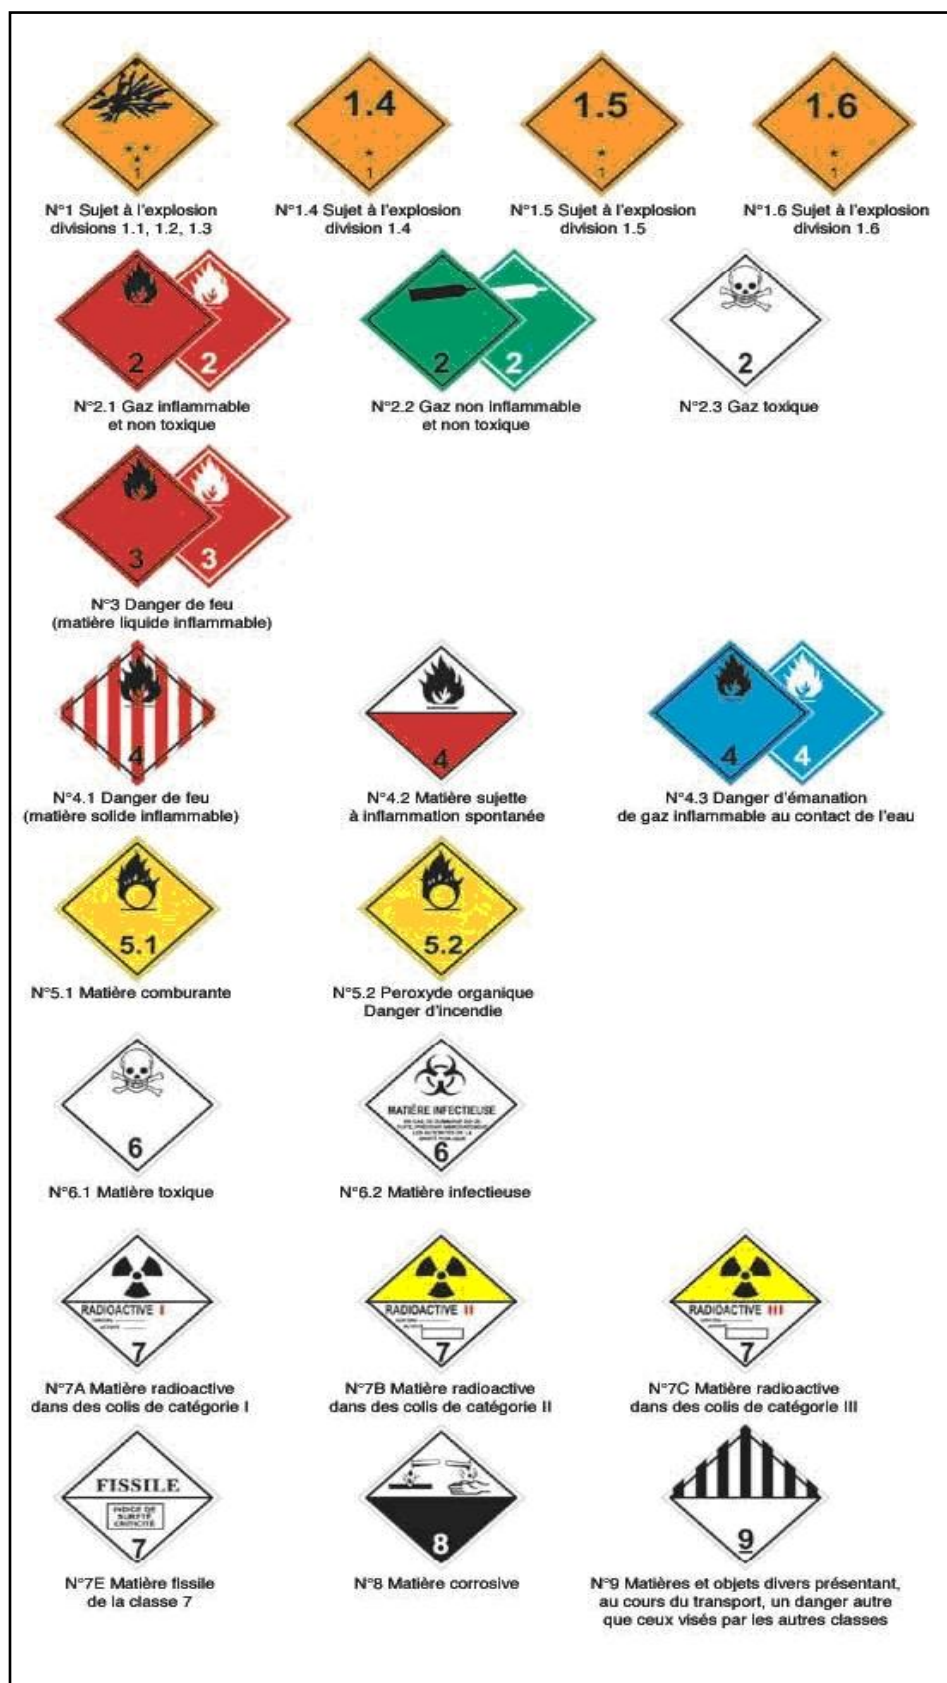 1
1.4
1
1.5
1
1.6
1
N°1 Sujet à l'explosion
divisions 1.1, 1.2, 1.3
N°1.4 Sujet à l'explosion
division 1.4
N°1.5 Sujet à l'explosion
division 1.5
N°1.6 Sujet à l'explosion
division 1.6
2
2
2
2
2
N°2.1 Gaz inflammable
et non toxique
N°2.2 Gaz non inflammable
et non toxique
N°2.3 Gaz toxique
3
3
N°3 Danger de feu
(matière liquide inflammable)
4
4
4
4
N°4.1 Danger de feu
(matière solide inflammable)
N°4.2 Matière sujette
à inflammation spontanée
N°4.3 Danger d'émanation
de gaz inflammable au contact de l'eau
5.1
5.2
N°5.1 Matière comburante
N°5.2 Peroxyde organique
Danger d'incendie
6
MATIÈRE INFECTIEUSE
6
N°6.1 Matière toxique
N°6.2 Matière infectieuse
RADIOACTIVE I
7
RADIOACTIVE II
7
RADIOACTIVE III
7
N°7A Matière radioactive
dans des colis de catégorie I
N°7B Matière radioactive
dans des colis de catégorie II
N°7C Matière radioactive
dans des colis de catégorie III
FISSILE
INDICE DE
SURETÉ
CRITICITÉ
7
8
9
N°7E Matière fissile
de la classe 7
N°8 Matière corrosive
N°9 Matières et objets divers présentant,
au cours du transport, un danger autre
que ceux visés par les autres classes